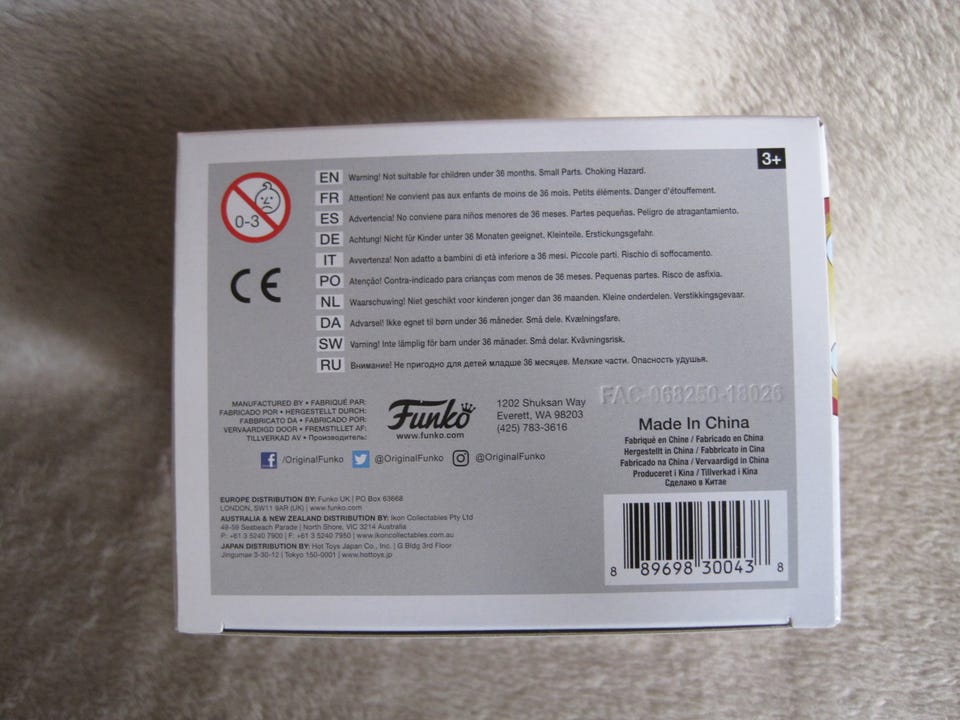 3+
0-3
EN Warning! Not suitable for children under 36 months. Small Parts. Choking Hazard.
FR Attention! Ne convient pas aux enfants de moins de 36 mois. Petits éléments. Danger d'étouffement.
ES Advertencia! No conviene para niños menores de 36 meses. Partes pequeñas. Peligro de atragantamiento.
DE Achtung! Nicht für Kinder unter 36 Monaten geeignet. Kleinteile. Erstickungsgefahr.
IT Avvertenza! Non adatto a bambini di età inferiore a 36 mesi. Piccole parti. Rischio di soffocamento.
PO Atenção! Contra-indicado para crianças com menos de 36 meses. Pequenas partes. Risco de asfixia.
NL Waarschuwing! Niet geschikt voor kinderen jonger dan 36 maanden. Kleine onderdelen. Verstikkingsgevaar.
DA Advarsel! Ikke egnet til børn under 36 måneder. Små dele. Kvælningsfare.
SW Varning! Inte lämplig för barn under 36 månader. Små delar. Kvävningsrisk.
RU Внимание! Не пригодно для детей младше 36 месяцев. Мелкие части. Опасность удушья.
CE
MANUFACTURED BY • FABRIQUÉ PAR:
FABRICADO POR • HERGESTELLT DURCH:
FABBRICATO DA • FABRICADO POR:
VERVAARDIGD DOOR • FREMSTILLET AF:
TILLVERKAD AV • Производитель:
Funko
www.funko.com
1202 Shuksan Way
Everett, WA 98203
(425) 783-3616
/OriginalFunko @OriginalFunko @OriginalFunko
FAC-068250-18026
Made In China
Fabriqué en Chine / Fabricado en China
Hergestellt in China / Fabbricato in Cina
Fabricado na China / Vervaardigd in China
Produceret i Kina / Tillverkad i Kina
Сделано в Китае
EUROPE DISTRIBUTION BY: Funko UK | PO Box 63668
LONDON, SW11 9AR (UK) | www.funko.com
AUSTRALIA & NEW ZEALAND DISTRIBUTION BY: Ikon Collectables Pty Ltd
49-59 Seabeach Parade | North Shore, VIC 3214 Australia
P: +61 3 5240 7900 | F: +61 3 5240 7950 | www.ikoncollectables.com.au
JAPAN DISTRIBUTION BY: Hot Toys Japan Co., Inc. | G Bldg 3rd Floor
Jingumae 3-30-12 | Tokyo 150-0001 | www.hottoys.jp
8 89698 30043 8